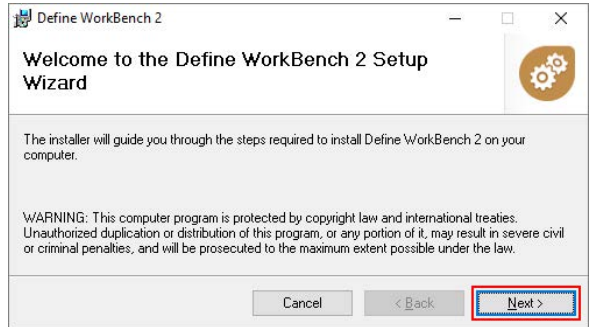 Define WorkBench 2
Welcome to the Define WorkBench 2 Setup
Wizard
The installer will guide you through the steps required to install Define WorkBench 2 on your
computer.
WARNING: This computer program is protected by copyright law and international treaties.
Unauthorized duplication or distribution of this program, or any portion of it, may result in severe civil
or criminal penalties, and will be prosecuted to the maximum extent possible under the law.
Cancel < Back Next >